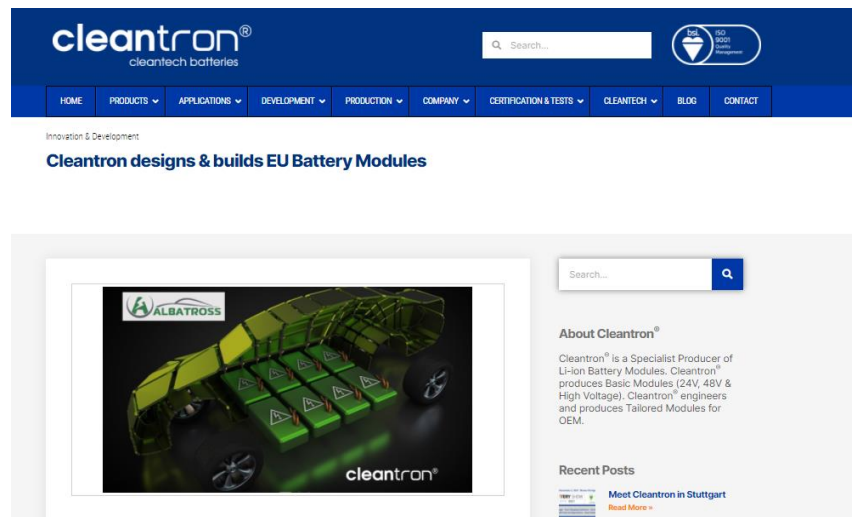 cleantron®
cleantech batteries
Search...
bsi.
ISO
9001
Quality
Management
HOME PRODUCTS APPLICATIONS DEVELOPMENT PRODUCTION COMPANY CERTIFICATION & TESTS CLEANTECH BLOG CONTACT
Innovation & Development
Cleantron designs & builds EU Battery Modules
ALBATROSS
cleantron®
Search...
About Cleantron®
Cleantron® is a Specialist Producer of
Li-ion Battery Modules. Cleantron®
produces Basic Modules (24V, 48V &
High Voltage). Cleantron® engineers
and produces Tailored Modules for
OEM.
Recent Posts
Meet Cleantron in Stuttgart
Read More »